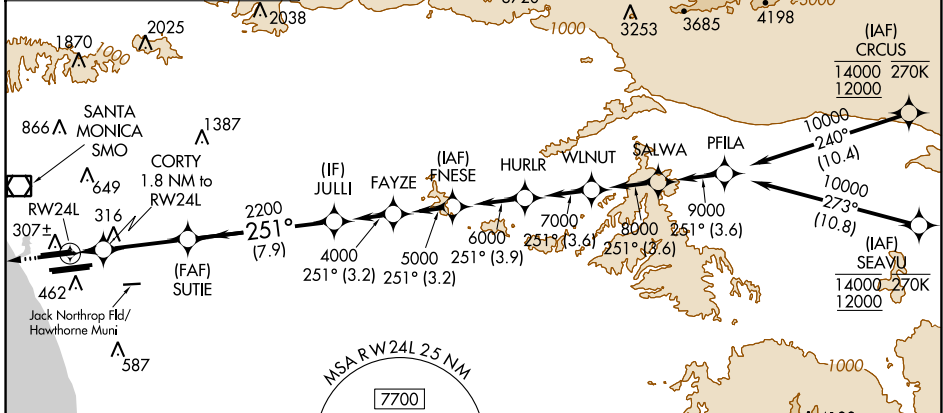 2038
3253
3685
4198
1000
2025
1870
1000
(IAF)
CRCUS
14000 270K
12000
SANTA
MONICA
SMO
866
1387
10000
240°
(10.4)
CORTY
1.8 NM to
RW24L
649
(IF)
JULLI
FAYZE
(IAF)
FNESE
HURLR
WLNUT
SALWA
PFILA
10000
273°
(10.8)
RW24L
316
307±
2200
251°
(7.9)
4000
251° (3.2)
5000
251° (3.2)
6000
251° (3.9)
7000
251° (3.6)
8000
251° (3.6)
9000
251° (3.6)
(IAF)
SEAVU
14000 270K
12000
(FAF)
SUTIE
462
Jack Northrop Fld/
Hawthorne Muni
587
MSA RW24L 25 NM
7700
1000